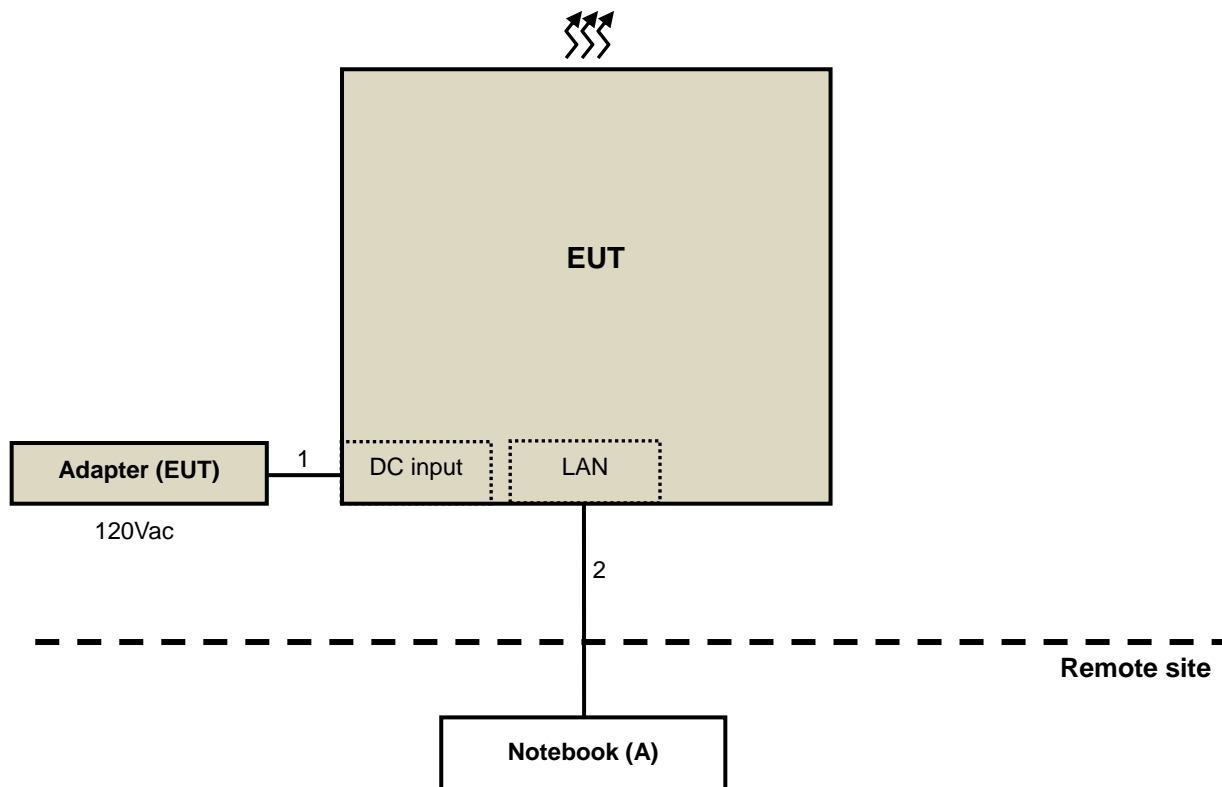 EUT
Adapter (EUT)
1
DC input
LAN
120Vac
2
Remote site
Notebook (A)